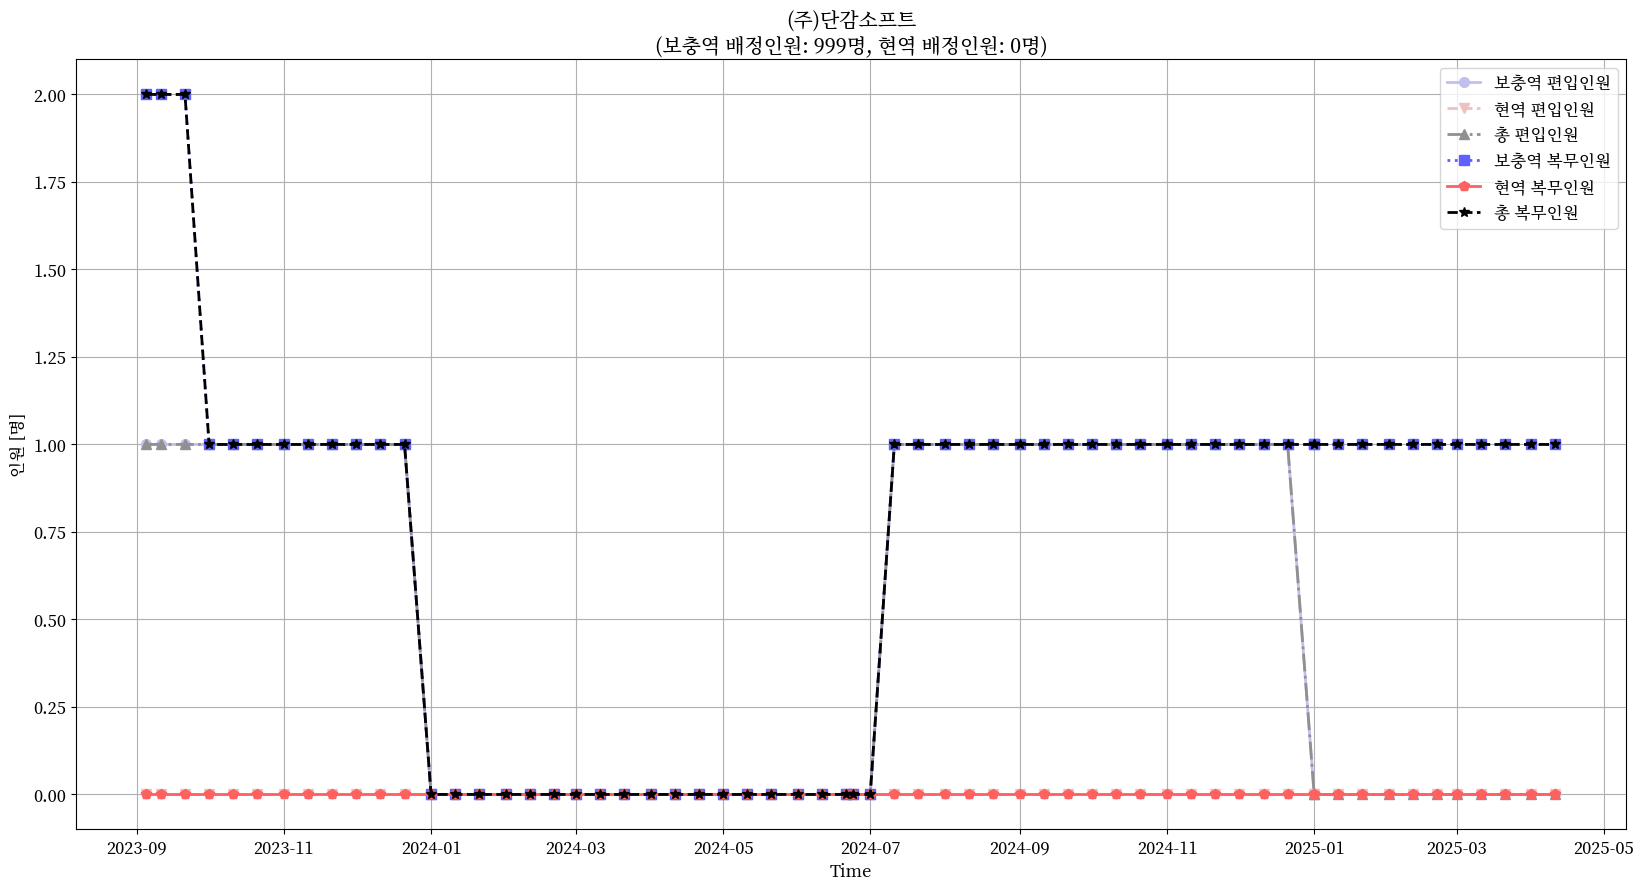 (주)단감소프트
(보충역 배정인원: 999명, 현역 배정인원: 0명)
보충역 편입인원
현역 편입인원
총 편입인원
보충역 복무인원
현역 복무인원
총 복무인원
인원 [명]
2.00
1.75
1.50
1.25
1.00
0.75
0.50
0.25
0.00
2023-09
2023-11
2024-01
2024-03
2024-05
2024-07
2024-09
2024-11
2025-01
2025-03
2025-05
Time